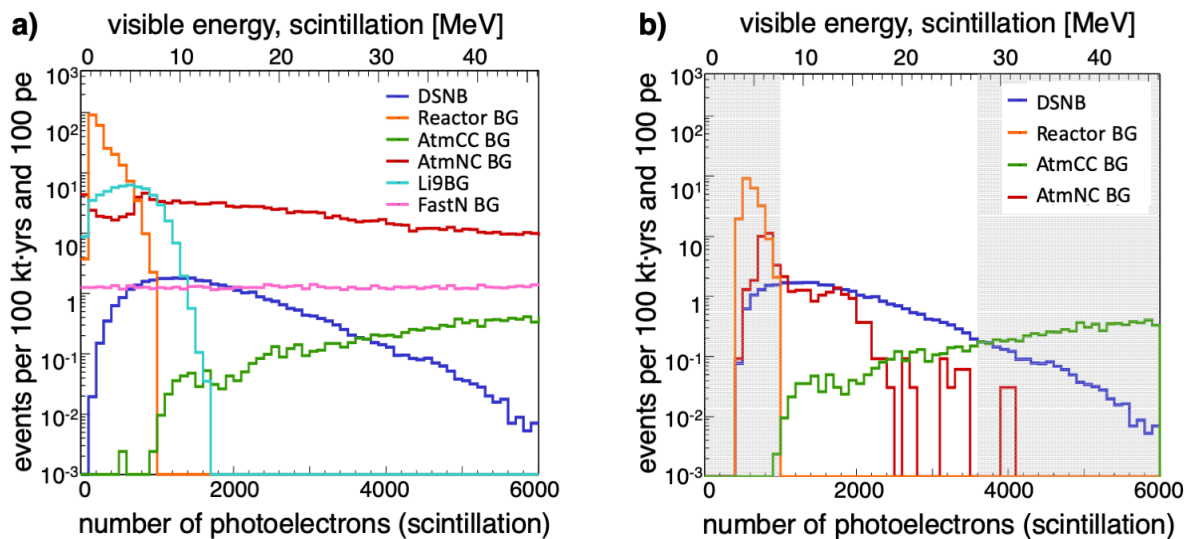 a)
visible energy, scintillation [MeV]
0 10 20 30 40
10³
10²
10
1
10⁻¹
10⁻²
10⁻³
events per 100 kt·yrs and 100 pe
DSNB
Reactor BG
AtmCC BG
AtmNC BG
Li9BG
FastN BG
0 2000 4000 6000
number of photoelectrons (scintillation)
b)
visible energy, scintillation [MeV]
0 10 20 30 40
10³
10²
10
1
10⁻¹
10⁻²
10⁻³
events per 100 kt·yrs and 100 pe
DSNB
Reactor BG
AtmCC BG
AtmNC BG
0 2000 4000 6000
number of photoelectrons (scintillation)